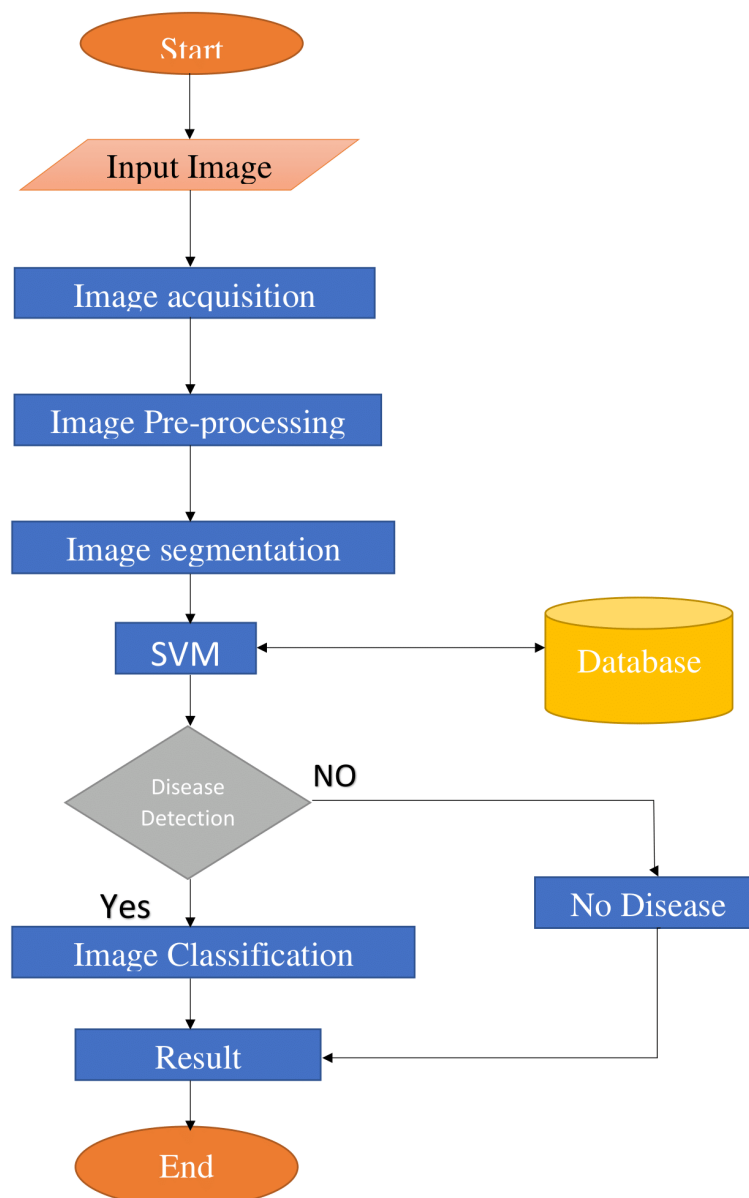 Start
Input Image
Image acquisition
Image Pre-processing
Image segmentation
SVM
Database
Disease
Detection
NO
Yes
No Disease
Image Classification
Result
End